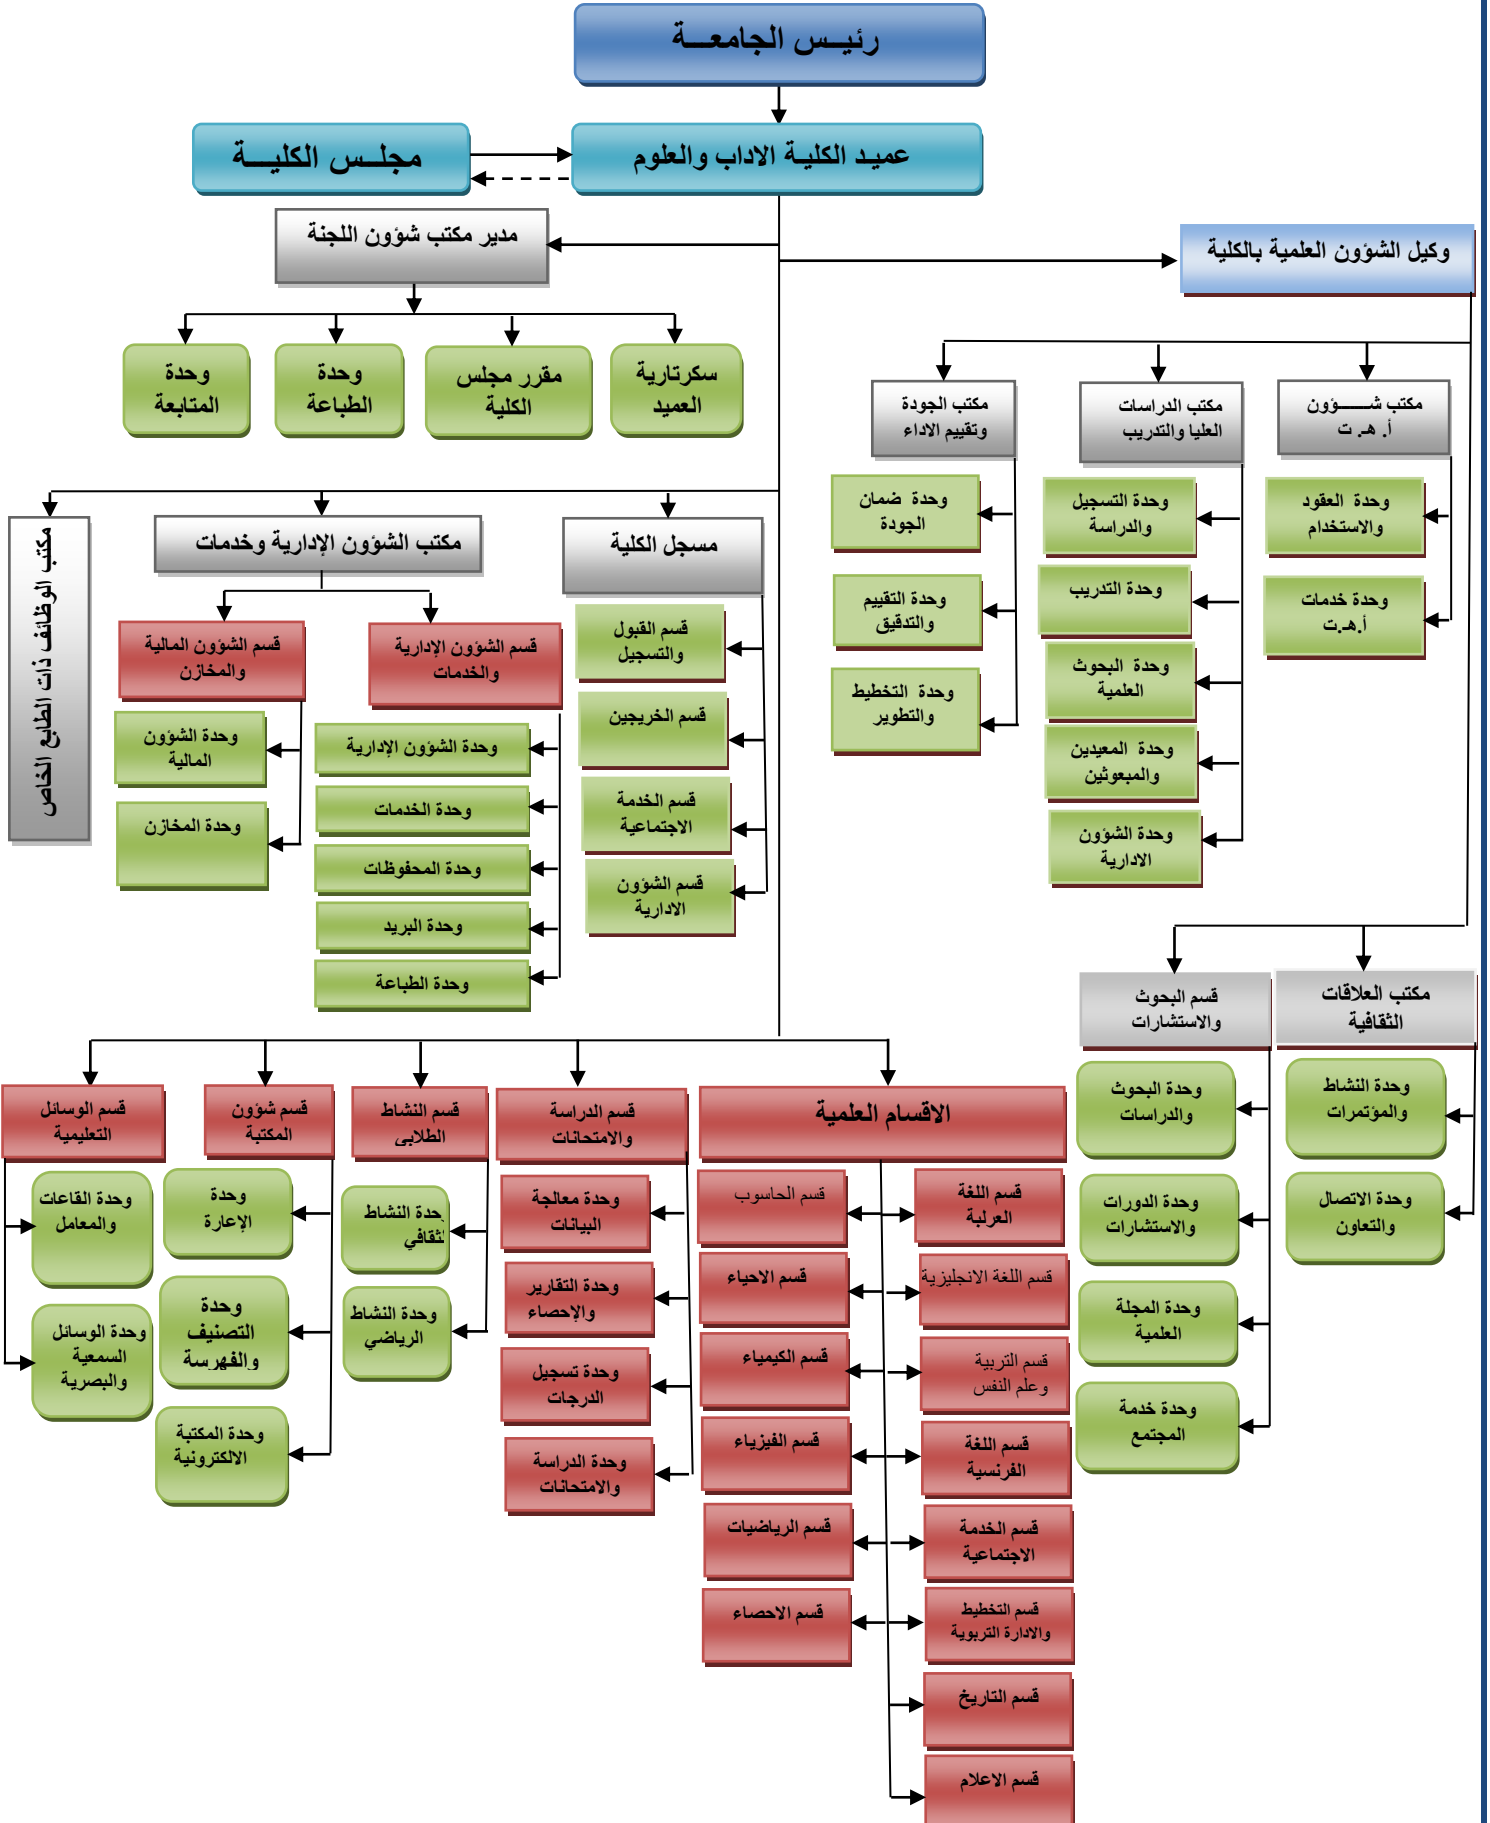 رئيــس الجامعـــة
عميـد الكليـة الاداب والعلوم
مجلــس الكليـــة
مدير مكتب شؤون اللجنة
وكيل الشؤون العلمية بالكلية
سكرتارية
العميد
مقرر مجلس
الكلية
وحدة
الطباعة
وحدة
المتابعة
مكتب شــــــؤون
أ. هـ. ت
مكتب الدراسات
العليا والتدريب
مكتب الجودة
وتقييم الاداء
وحدة العقود
والاستخدام
وحدة خدمات
أ.هـ.ت
وحدة التسجيل
والدراسة
وحدة التدريب
وحدة البحوث
العلمية
وحدة المعيدين
والمبعوثين
وحدة الشؤون
الادارية
وحدة ضمان
الجودة
وحدة التقييم
والتدقيق
وحدة التخطيط
والتطوير
مسجل الكلية
مكتب الشؤون الإدارية وخدمات
مكتب الوظائف ذات الطابع الخاص
قسم القبول
والتسجيل
قسم الخريجين
قسم الخدمة
الاجتماعية
قسم الشؤون
الادارية
قسم الشؤون الإدارية
والخدمات
قسم الشؤون المالية
والمخازن
وحدة الشؤون الإدارية
وحدة الخدمات
وحدة المحفوظات
وحدة البريد
وحدة الطباعة
وحدة الشؤون
المالية
وحدة المخازن
مكتب العلاقات
الثقافية
قسم البحوث
والاستشارات
وحدة النشاط
والمؤتمرات
وحدة الاتصال
والتعاون
وحدة البحوث
والدراسات
وحدة الدورات
والاستشارات
وحدة المجلة
العلمية
وحدة خدمة
المجتمع
الاقسام العلمية
قسم الدراسة
والامتحانات
قسم النشاط
الطلابي
قسم شؤون
المكتبة
قسم الوسائل
التعليمية
قسم اللغة
العرلبة
قسم اللغة الانجليزية
قسم التربية
وعلم النفس
قسم اللغة
الفرنسية
قسم الخدمة
الاجتماعية
قسم التخطيط
والادارة التربوية
قسم التاريخ
قسم الاعلام
قسم الحاسوب
قسم الاحياء
قسم الكيمياء
قسم الفيزياء
قسم الرياضيات
قسم الاحصاء
وحدة معالجة
البيانات
وحدة التقارير
والإحصاء
وحدة تسجيل
الدرجات
وحدة الدراسة
والامتحانات
حدة النشاط
لثقافي
وحدة النشاط
الرياضي
وحدة
الإعارة
وحدة
التصنيف
والفهرسة
وحدة المكتبة
الالكترونية
وحدة القاعات
والمعامل
وحدة الوسائل
السمعية
والبصرية